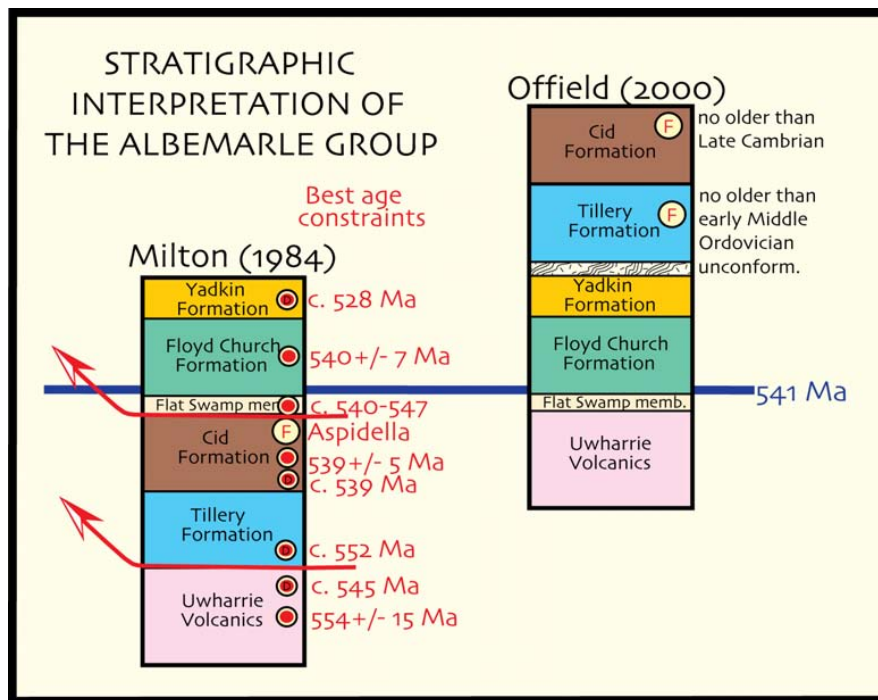 STRATIGRAPHIC
INTERPRETATION OF
THE ALBEMARLE GROUP
Best age
constraints
Milton (1984)
Yadkin
Formation
D
c. 528 Ma
Floyd Church
Formation
540+/- 7 Ma
Flat Swamp mem
c. 540-547
Cid
Formation
F
Aspidella
539+/- 5 Ma
D
c. 539 Ma
Tillery
Formation
D
c. 552 Ma
Uwharrie
Volcanics
D
c. 545 Ma
554+/- 15 Ma
Offield (2000)
Cid
Formation
F
no older than
Late Cambrian
Tillery
Formation
F
no older than
early Middle
Ordovician
unconform.
Yadkin
Formation
Floyd Church
Formation
541 Ma
Flat Swamp memb.
Uwharrie
Volcanics